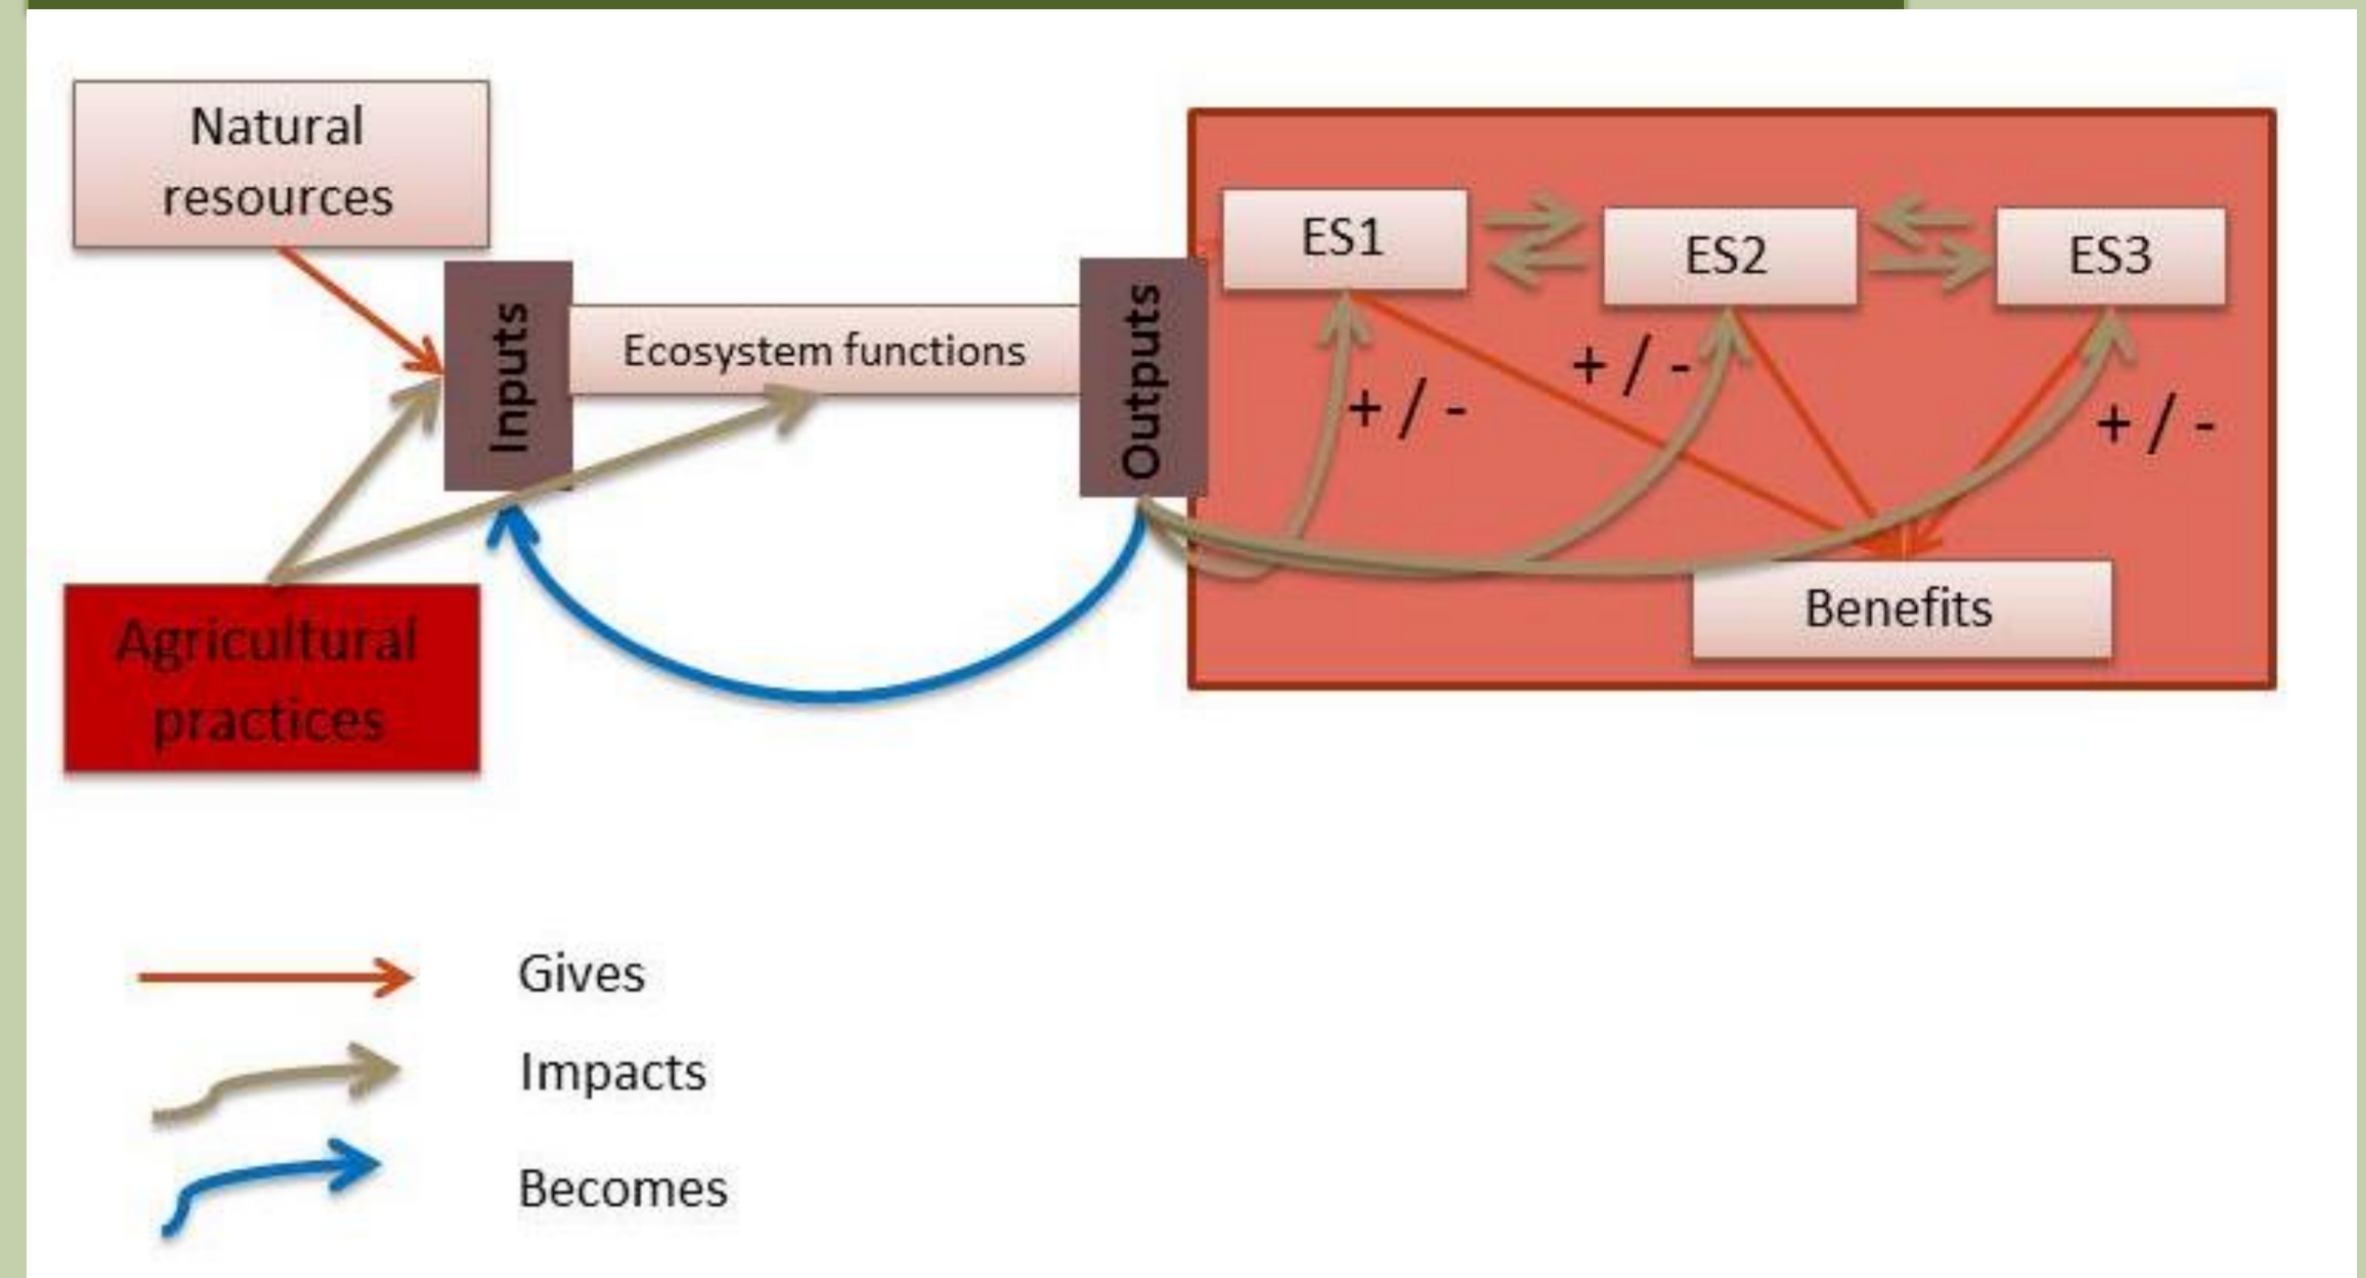 Natural
resources
Inputs
Ecosystem functions
Outputs
Agricultural
practices
ES1
ES2
ES3
+ / -
+ / -
+ / -
Benefits
Gives
Impacts
Becomes